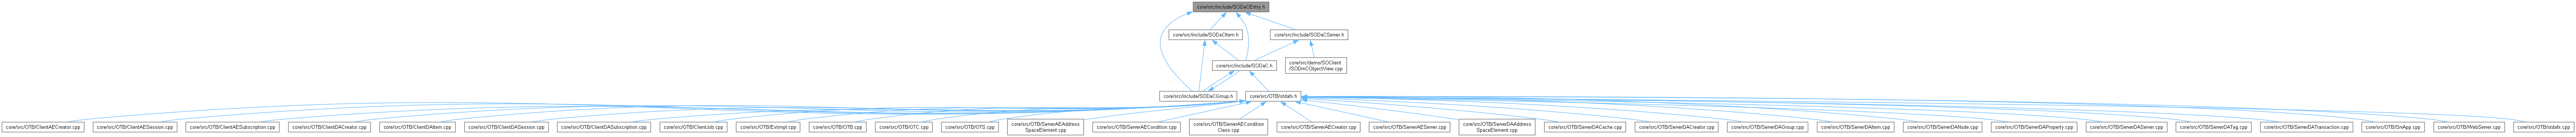 core/src/include/SODaCEntry.h
core/src/include/SODaCItem.h
core/src/include/SODaCServer.h
core/src/include/SODaC.h
core/src/demo/SOClient
/SODmCObjectView.cpp
core/src/include/SODaCGroup.h
core/src/OTB/stdafx.h
core/src/OTB/ClientAECreator.cpp
core/src/OTB/ClientAESession.cpp
core/src/OTB/ClientAESubscription.cpp
core/src/OTB/ClientDACreator.cpp
core/src/OTB/ClientDAItem.cpp
core/src/OTB/ClientDASession.cpp
core/src/OTB/ClientDASubscription.cpp
core/src/OTB/ClientJob.cpp
core/src/OTB/ExtImpl.cpp
core/src/OTB/OTB.cpp
core/src/OTB/OTC.cpp
core/src/OTB/OTS.cpp
core/src/OTB/ServerAEAddress
SpaceElement.cpp
core/src/OTB/ServerAECondition.cpp
core/src/OTB/ServerAECondition
Class.cpp
core/src/OTB/ServerAECreator.cpp
core/src/OTB/ServerAEServer.cpp
core/src/OTB/ServerDAAddress
SpaceElement.cpp
core/src/OTB/ServerDACache.cpp
core/src/OTB/ServerDACreator.cpp
core/src/OTB/ServerDAGroup.cpp
core/src/OTB/ServerDAItem.cpp
core/src/OTB/ServerDANode.cpp
core/src/OTB/ServerDAProperty.cpp
core/src/OTB/ServerDAServer.cpp
core/src/OTB/ServerDATag.cpp
core/src/OTB/ServerDATransaction.cpp
core/src/OTB/SrvApp.cpp
core/src/OTB/WebServer.cpp
core/src/OTB/stdafx.cpp